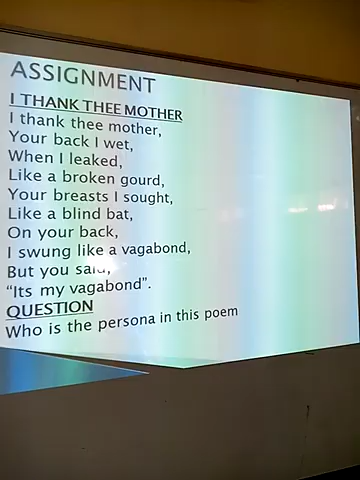 ASSIGNMENT
I THANK THEE MOTHER
I thank thee mother,
Your back I wet,
When I leaked,
Like a broken gourd,
Your breasts I sought,
Like a blind bat,
On your back,
I swung like a vagabond,
But you said,
“Its my vagabond”.
QUESTION
Who is the persona in this poem